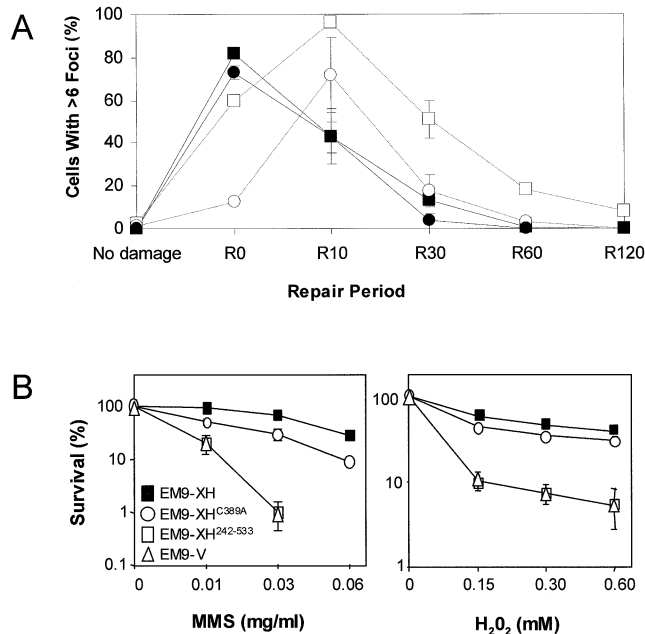 A
Cells With >6 Foci (%)
100
80
60
40
20
0
No damage R0 R10 R30 R60 R120
Repair Period
B
Survival (%)
100
10
1
0.1
EM9-XH
EM9-XH^C389A
EM9-XH^242-533
EM9-V
0 0.01 0.03 0.06
MMS (mg/ml)
100
10
1
0 0.15 0.30 0.60
H₂0₂ (mM)